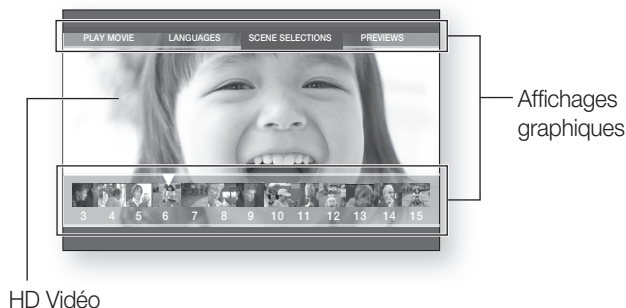 PLAY MOVIE LANGUAGES SCENE SELECTIONS PREVIEWS
Affichages
graphiques
3 4 5 6 7 8 9 10 11 12 13 14 15
HD Vidéo